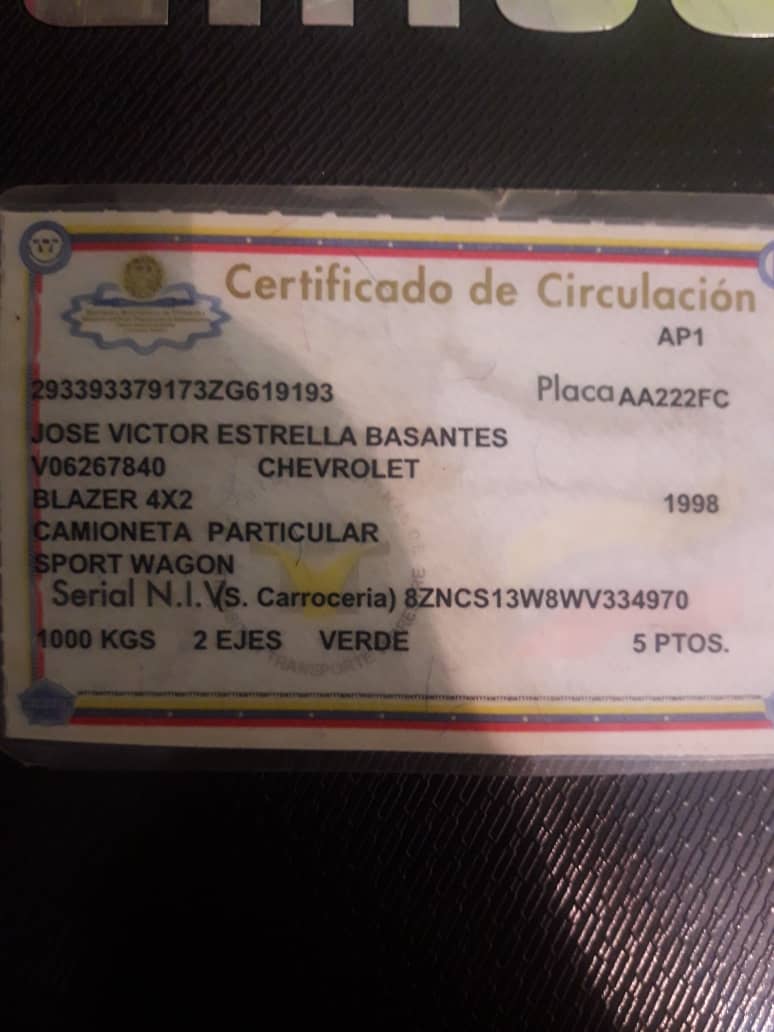 Certificado de Circulación
AP1
293393379173ZG619193 Placa AA222FC
JOSE VICTOR ESTRELLA BASANTES
V06267840 CHEVROLET
BLAZER 4X2 1998
CAMIONETA PARTICULAR
SPORT WAGON
Serial N.I.V(S. Carroceria) 8ZNCS13W8WV334970
1000 KGS 2 EJES VERDE 5 PTOS.
TRANSPORTE